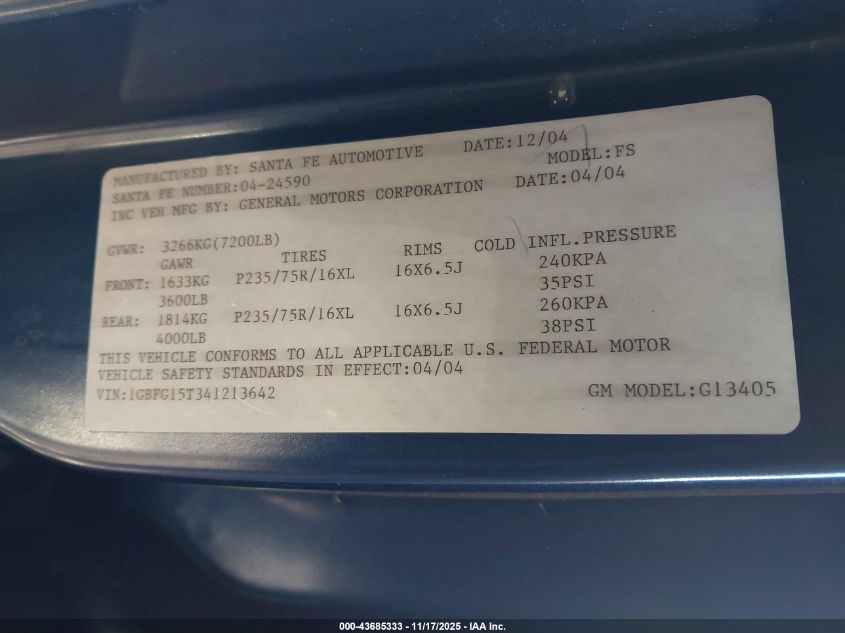 MANUFACTURED BY: SANTA FE AUTOMOTIVE DATE:12/04
SANTA FE NUMBER:04-24590 MODEL:FS
INC VEH MFG BY: GENERAL MOTORS CORPORATION DATE:04/04
GVWR: 3266KG(7200LB)
GAWR TIRES RIMS COLD INFL.PRESSURE
FRONT: 1633KG P235/75R/16XL 16X6.5J 240KPA
3600LB 35PSI
REAR: 1814KG P235/75R/16XL 16X6.5J 260KPA
4000LB 38PSI
THIS VEHICLE CONFORMS TO ALL APPLICABLE U.S. FEDERAL MOTOR
VEHICLE SAFETY STANDARDS IN EFFECT:04/04
VIN:1GBFG15T341213642 GM MODEL:G13405
000-43685333 - 11/17/2025 - IAA Inc.